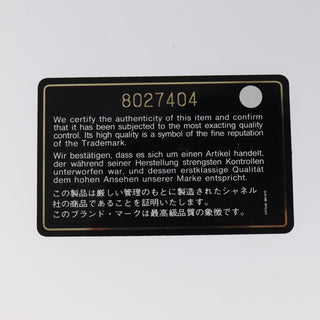 8027404
We certify the authenticity of this item and confirm
that it has been subjected to the most exacting quality
control. Its high quality is a symbol of the fine reputation
of the Trademark.
Wir bestätigen, dass es sich um einen Artikel handelt,
der während seiner Herstellung strengsten Kontrollen
unterworfen war, und dessen erstklassige Qualität
dem hohen Ansehen unserer Marke entspricht.
この製品は厳しい管理のもとに製造されたシャネル
社の商品であることを証明いたします。
このブランド・マークは最高級品質の象徴です。